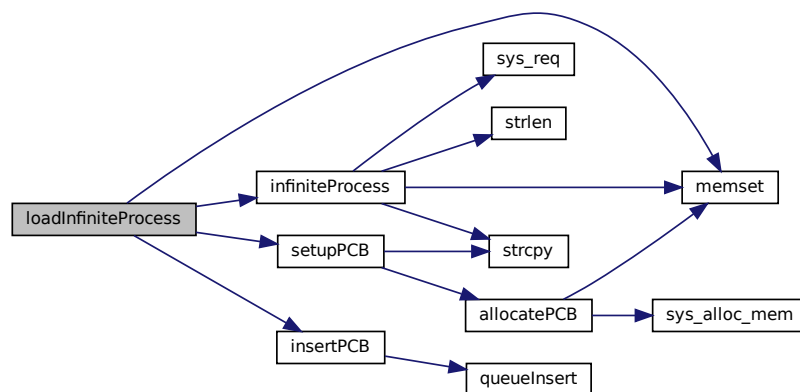 sys_req
strlen
infiniteProcess
memset
loadInfiniteProcess
setupPCB
strcpy
allocatePCB
sys_alloc_mem
insertPCB
queueInsert